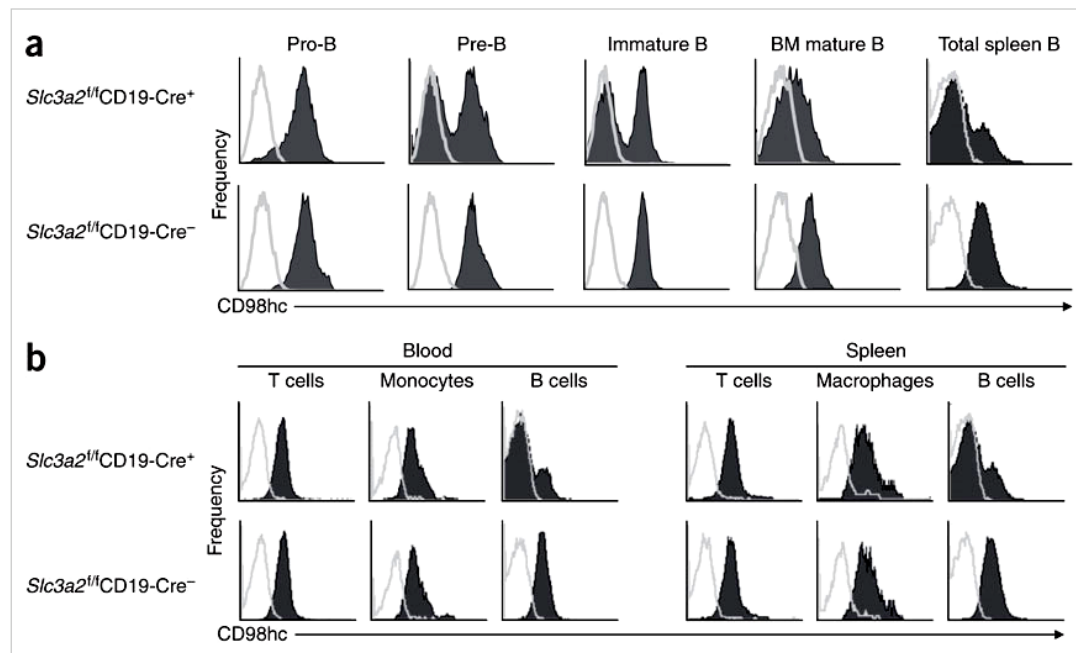 a
Pro-B Pre-B Immature B BM mature B Total spleen B
Slc3a2f/fCD19-Cre+
Frequency
Slc3a2f/fCD19-Cre−
CD98hc
b
Blood Spleen
T cells Monocytes B cells T cells Macrophages B cells
Slc3a2f/fCD19-Cre+
Frequency
Slc3a2f/fCD19-Cre−
CD98hc